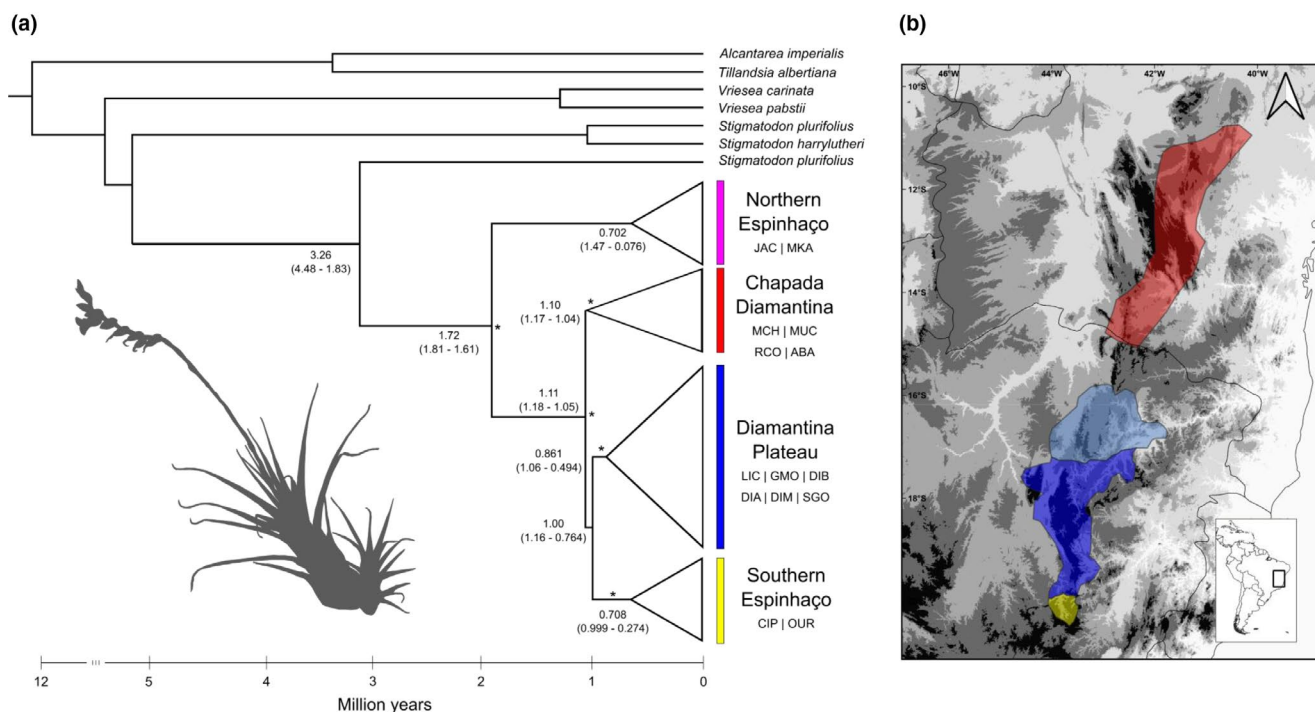 (a)
Alcantarea imperialis
Tillandsia albertiana
Vriesea carinata
Vriesea pabstii
Stigmatodon plurifolius
Stigmatodon harrylutheri
Stigmatodon plurifolius
Northern
Espinhaço
JAC | MKA
0.702
(1.47 - 0.076)
3.26
(4.48 - 1.83)
Chapada
Diamantina
MCH | MUC
RCO | ABA
1.10
(1.17 - 1.04)
*
1.72
(1.81 - 1.61)
*
1.11
(1.18 - 1.05)
*
Diamantina
Plateau
LIC | GMO | DIB
DIA | DIM | SGO
0.861
(1.06 - 0.494)
*
1.00
(1.16 - 0.764)
Southern
Espinhaço
CIP | OUR
*
0.708
(0.999 - 0.274)
12
5
4
3
2
1
0
Million years
(b)
46°W
44°W
42°W
40°W
10°S
12°S
14°S
16°S
18°S